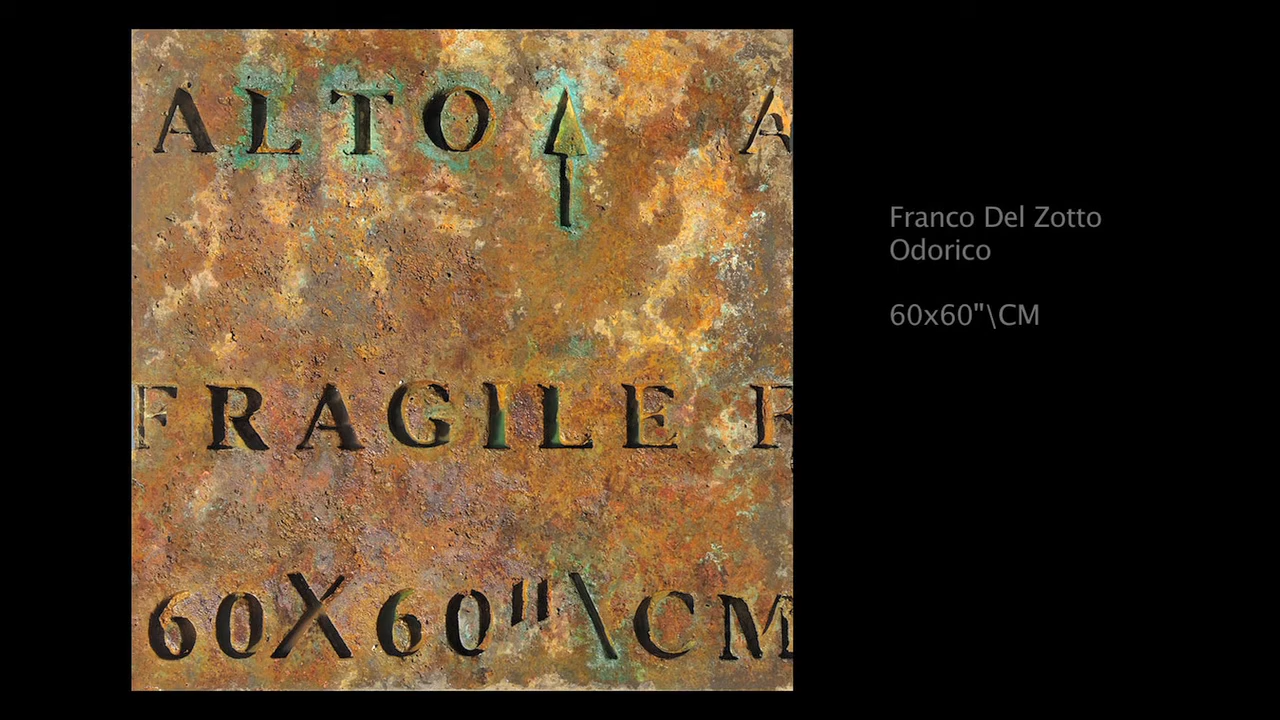 ALTO↑ A
FRAGILE F
60X60"\CM
Franco Del Zotto
Odorico
60x60"\CM